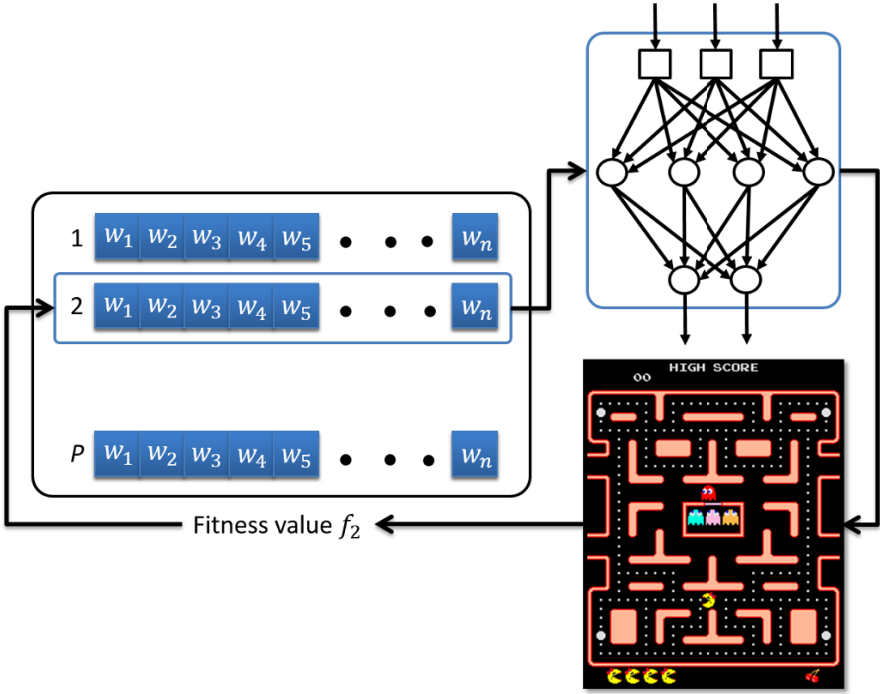 1 w₁ w₂ w₃ w₄ w₅ • • • wₙ
2 w₁ w₂ w₃ w₄ w₅ • • • wₙ
P w₁ w₂ w₃ w₄ w₅ • • • wₙ
Fitness value f₂
HIGH SCORE
00